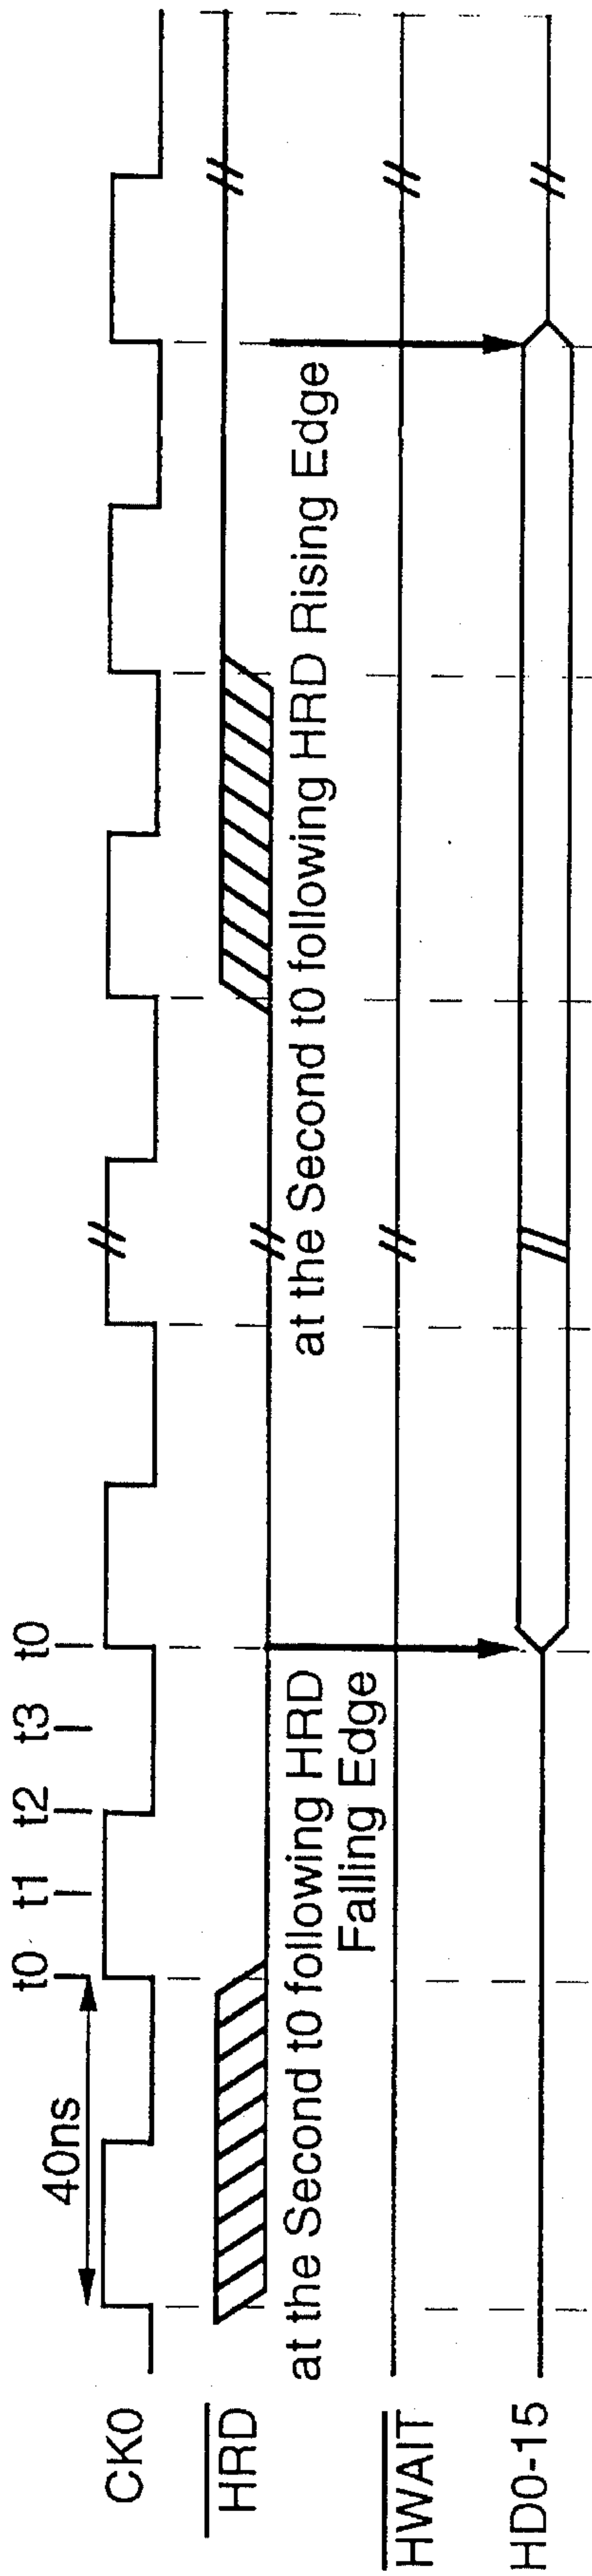 t0 t1 t2 t3 t0
40ns
CK0
HRD
at the Second t0 following HRD Rising Edge
at the Second t0 following HRD
Falling Edge
HWAIT
HD0-15